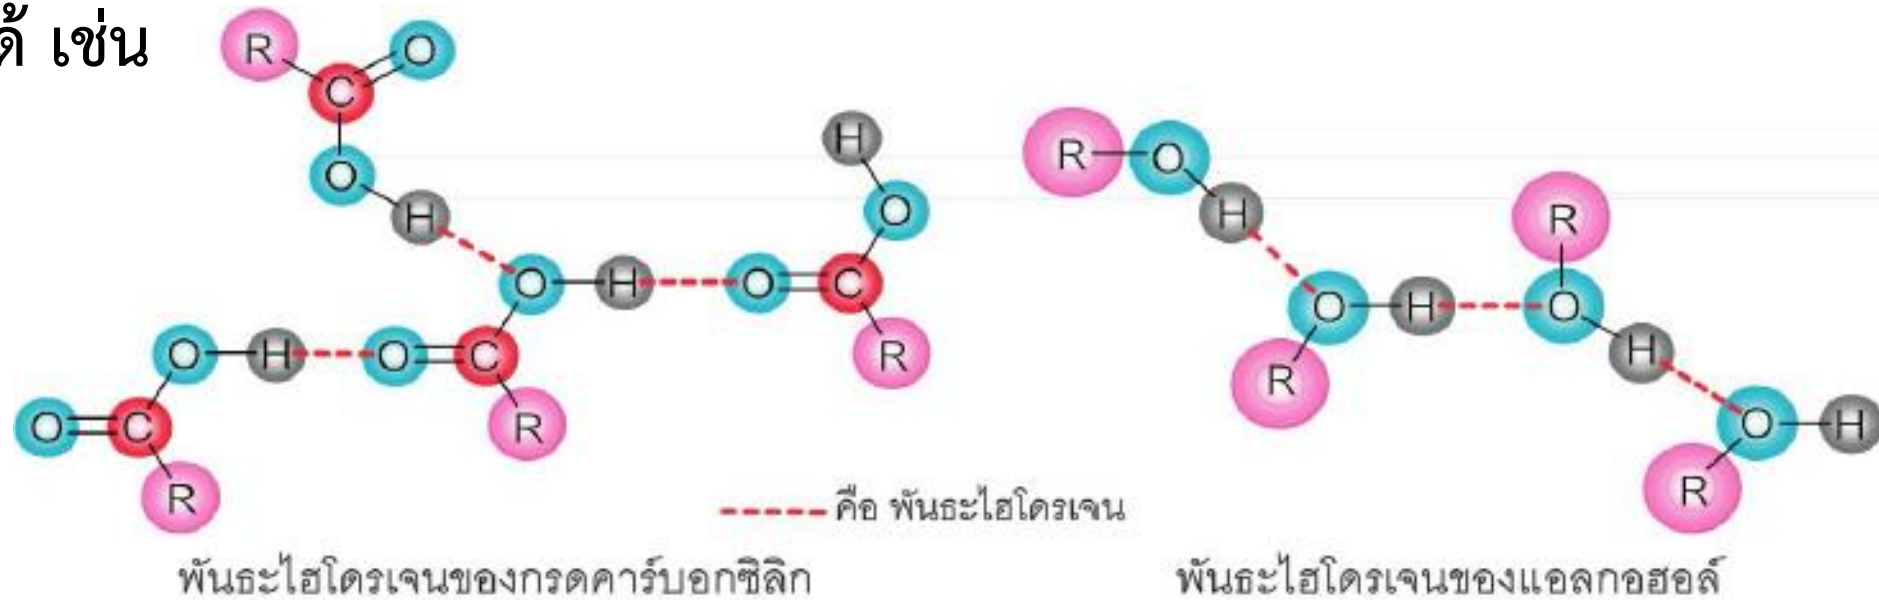 ด้ เช่น
R C O
O H
O H O C O H
R
O C O H O C R
R
R O H
O H O R
R
H O H
R
คือ พันธะไฮโดรเจน
พันธะไฮโดรเจนของกรดคาร์บอกซิลิก
พันธะไฮโดรเจนของแอลกอฮอล์